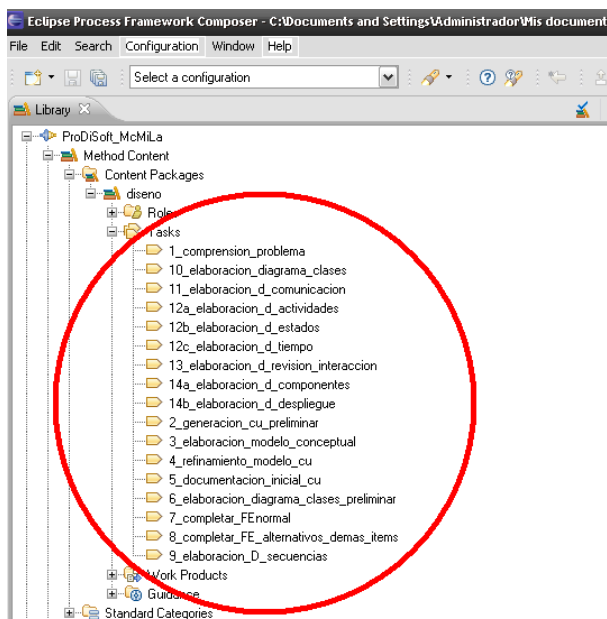 Eclipse Process Framework Composer - C:\Documents and Settings\Administrador\Mis document
File Edit Search Configuration Window Help
Select a configuration
Library
ProDiSoft_McMiLa
Method Content
Content Packages
diseno
Roles
Tasks
1_comprension_problema
10_elaboracion_diagrama_clases
11_elaboracion_d_comunicacion
12a_elaboracion_d_actividades
12b_elaboracion_d_estados
12c_elaboracion_d_tiempo
13_elaboracion_d_revision_interaccion
14a_elaboracion_d_componentes
14b_elaboracion_d_despliegue
2_generacion_cu_preliminar
3_elaboracion_modelo_conceptual
4_refinamiento_modelo_cu
5_documentacion_inicial_cu
6_elaboracion_diagrama_clases_preliminar
7_completar_FEnormal
8_completar_FE_alternativos_demas_items
9_elaboracion_D_secuencias
Work Products
Guidance
Standard Categories